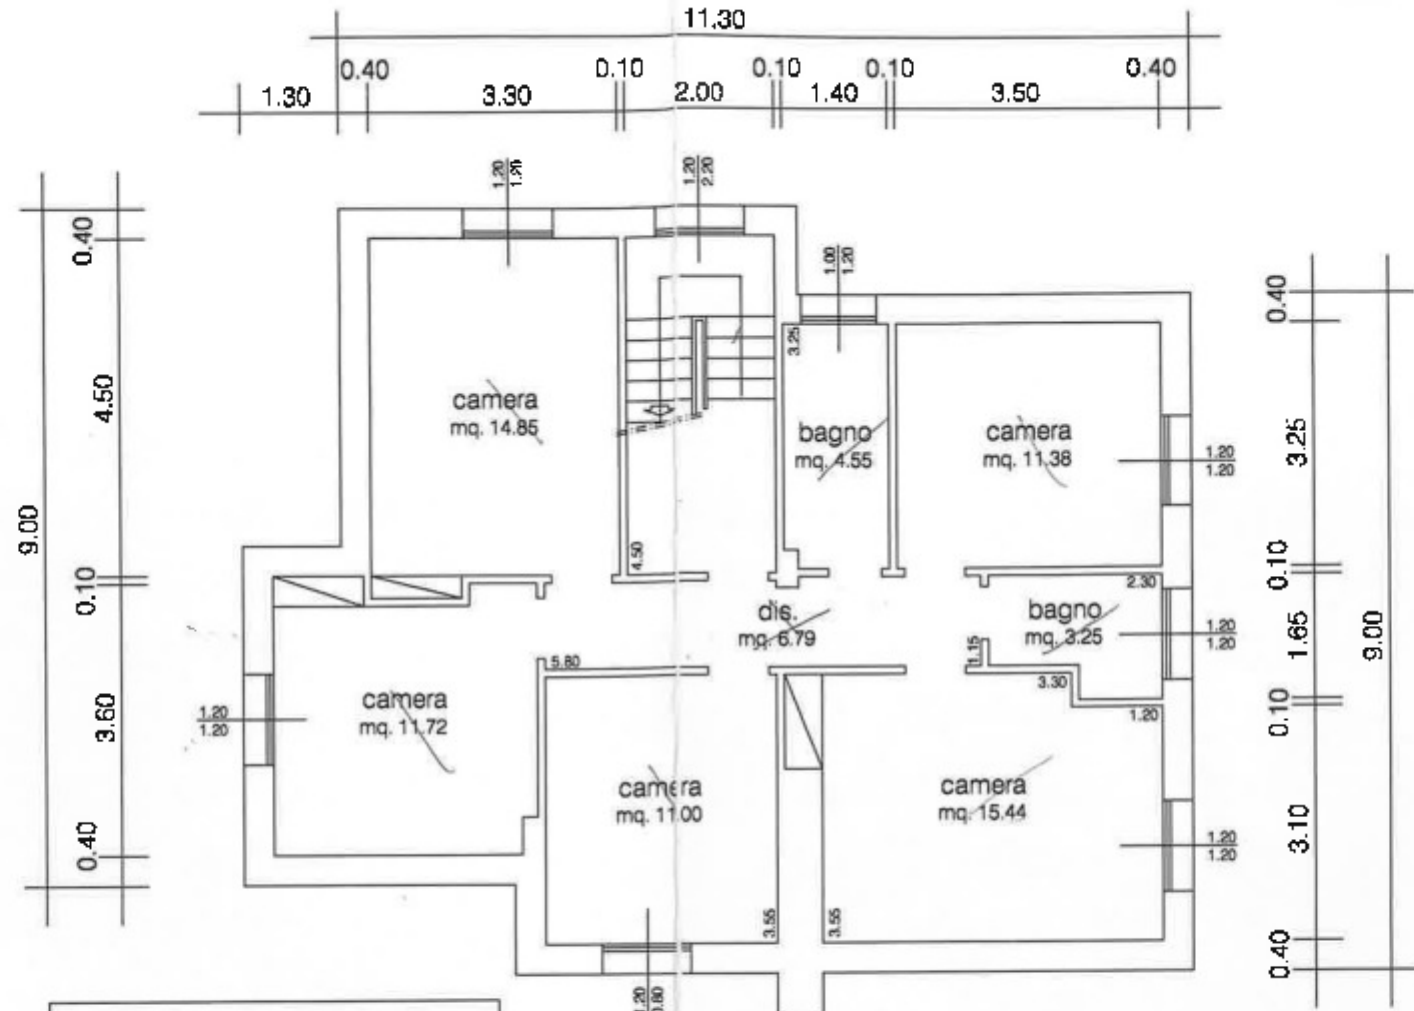 11.30
0.40 0.10 0.10 0.10 0.40
1.30 3.30 2.00 1.40 3.50
1.20
1.20
1.20
2.20
1.00
1.20
0.40
4.50
9.00
0.10
3.60
0.40
0.40
3.25
0.10
1.65
9.00
0.10
3.10
0.40
camera
mq. 14.85
3.25
bagno
mq. 4.55
camera
mq. 11.38
1.20
1.20
4.50
2.30
dis.
mq. 6.79
bagno
mq. 3.25
1.20
1.20
5.80
1.15
3.30
1.20
camera
mq. 11.72
1.20
1.20
camera
mq. 11.00
camera
mq. 15.44
1.20
1.20
3.55
3.55
1.20
0.80